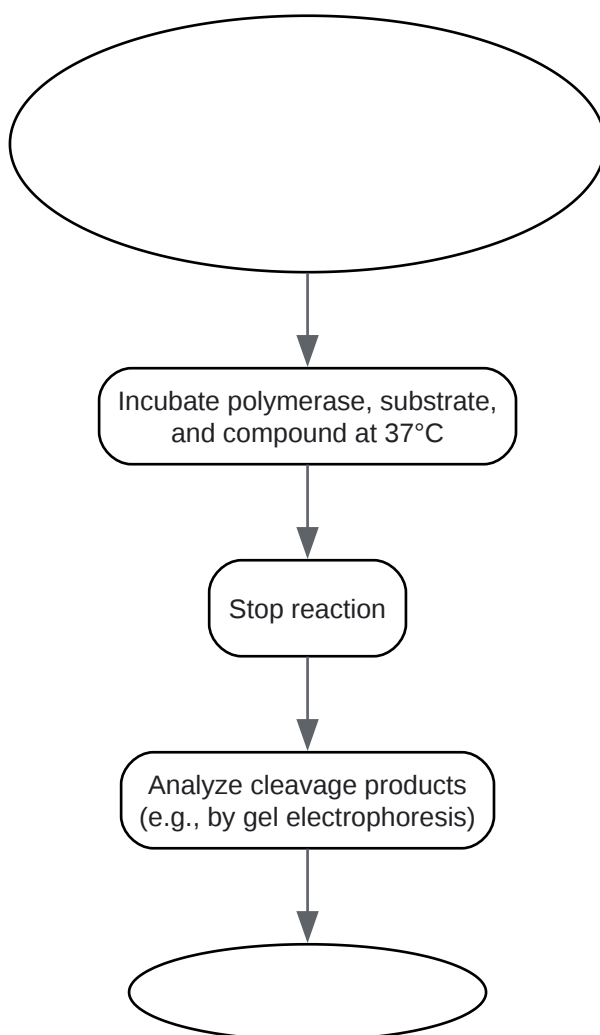 Incubate polymerase, substrate,
and compound at 37°C
Stop reaction
Analyze cleavage products
(e.g., by gel electrophoresis)